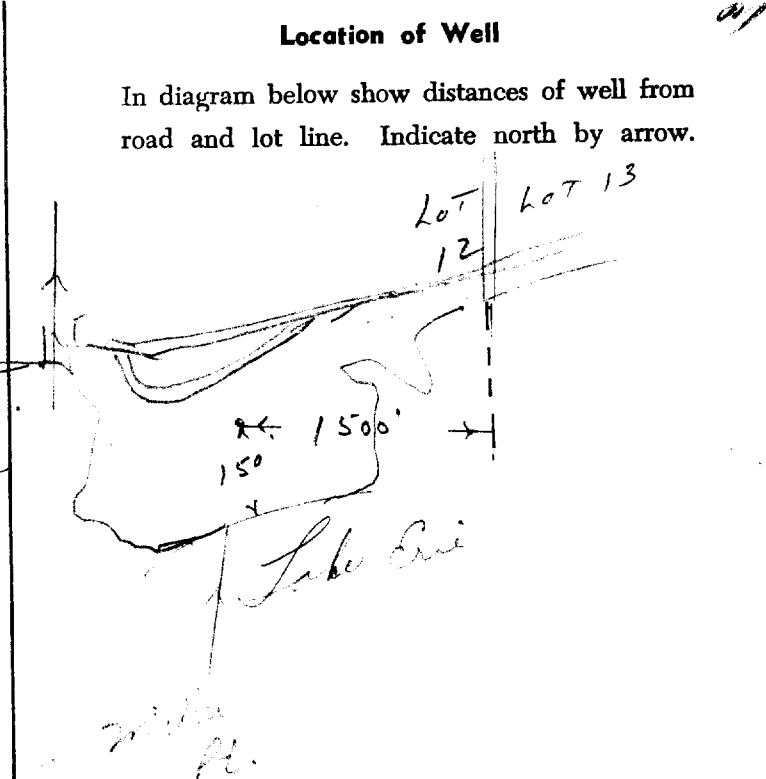 Location of Well
In diagram below show distances of well from
road and lot line. Indicate north by arrow.
LOT
12
LOT 13
1500'
150
Lake Erie
Pt.